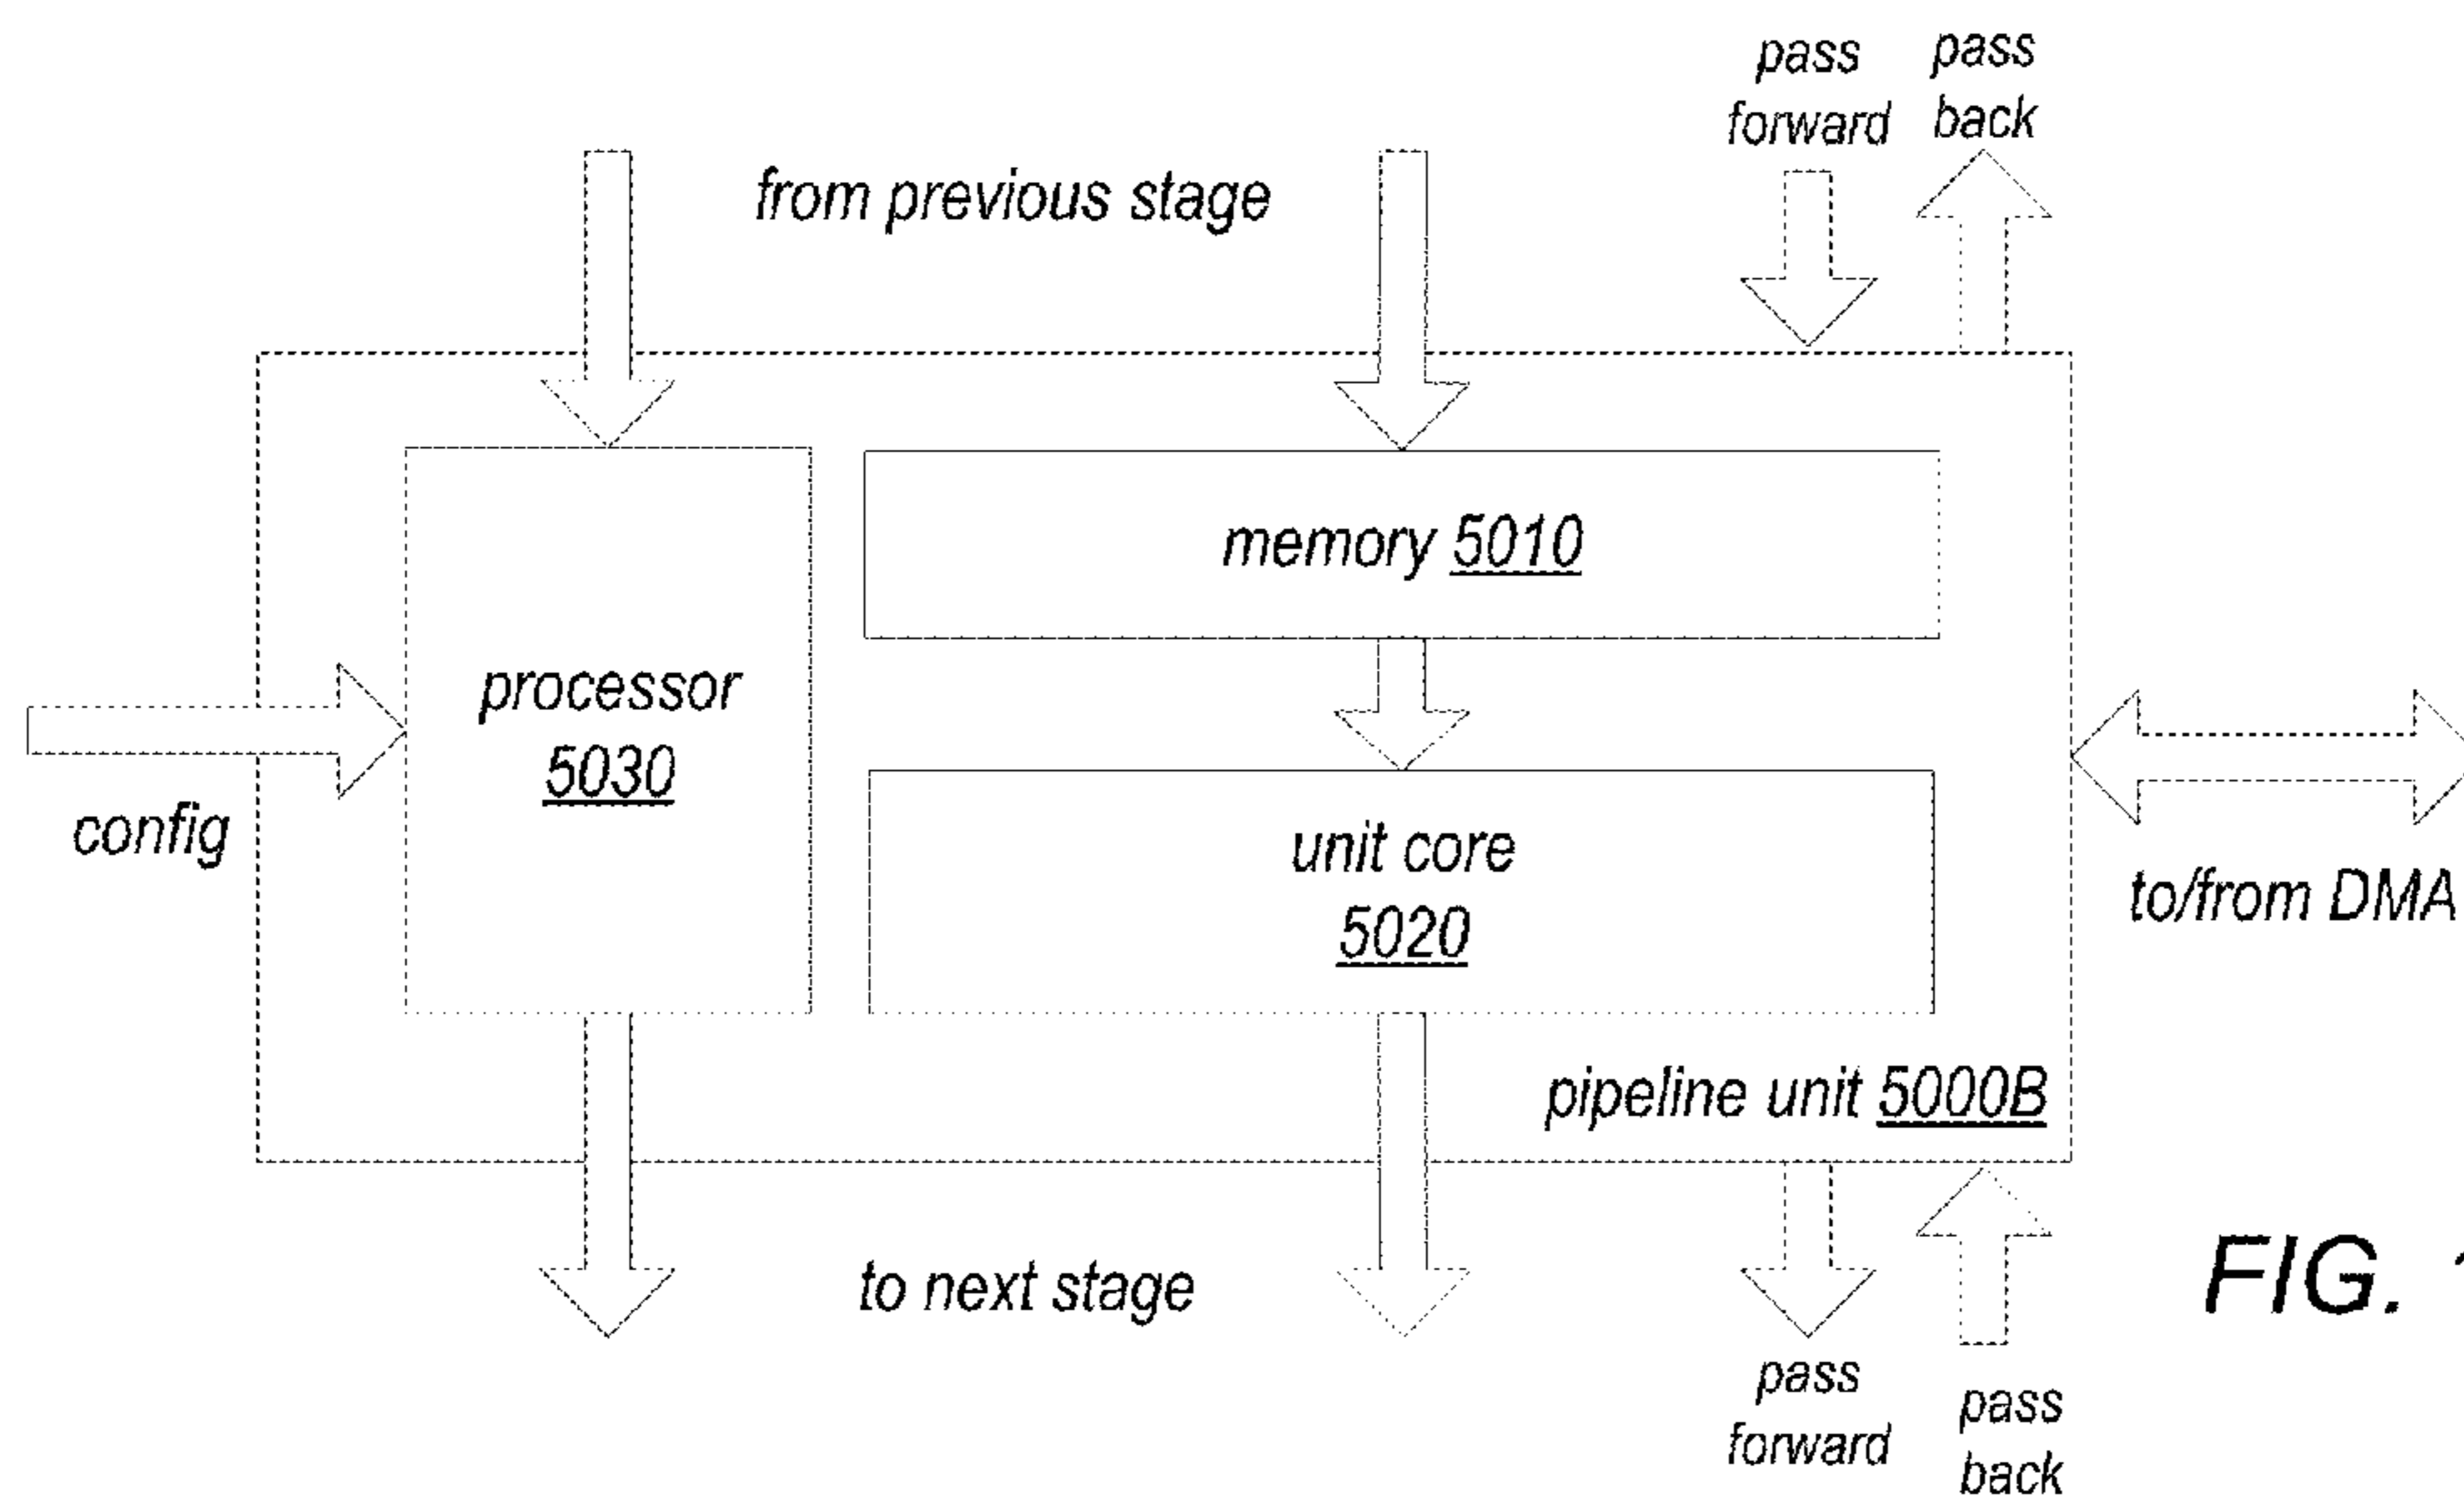 pass pass
forward back
from previous stage
memory 5010
processor
5030
config
unit core
5020
to/from DMA
pipeline unit 5000B
to next stage
FIG.
pass
forward
pass
back